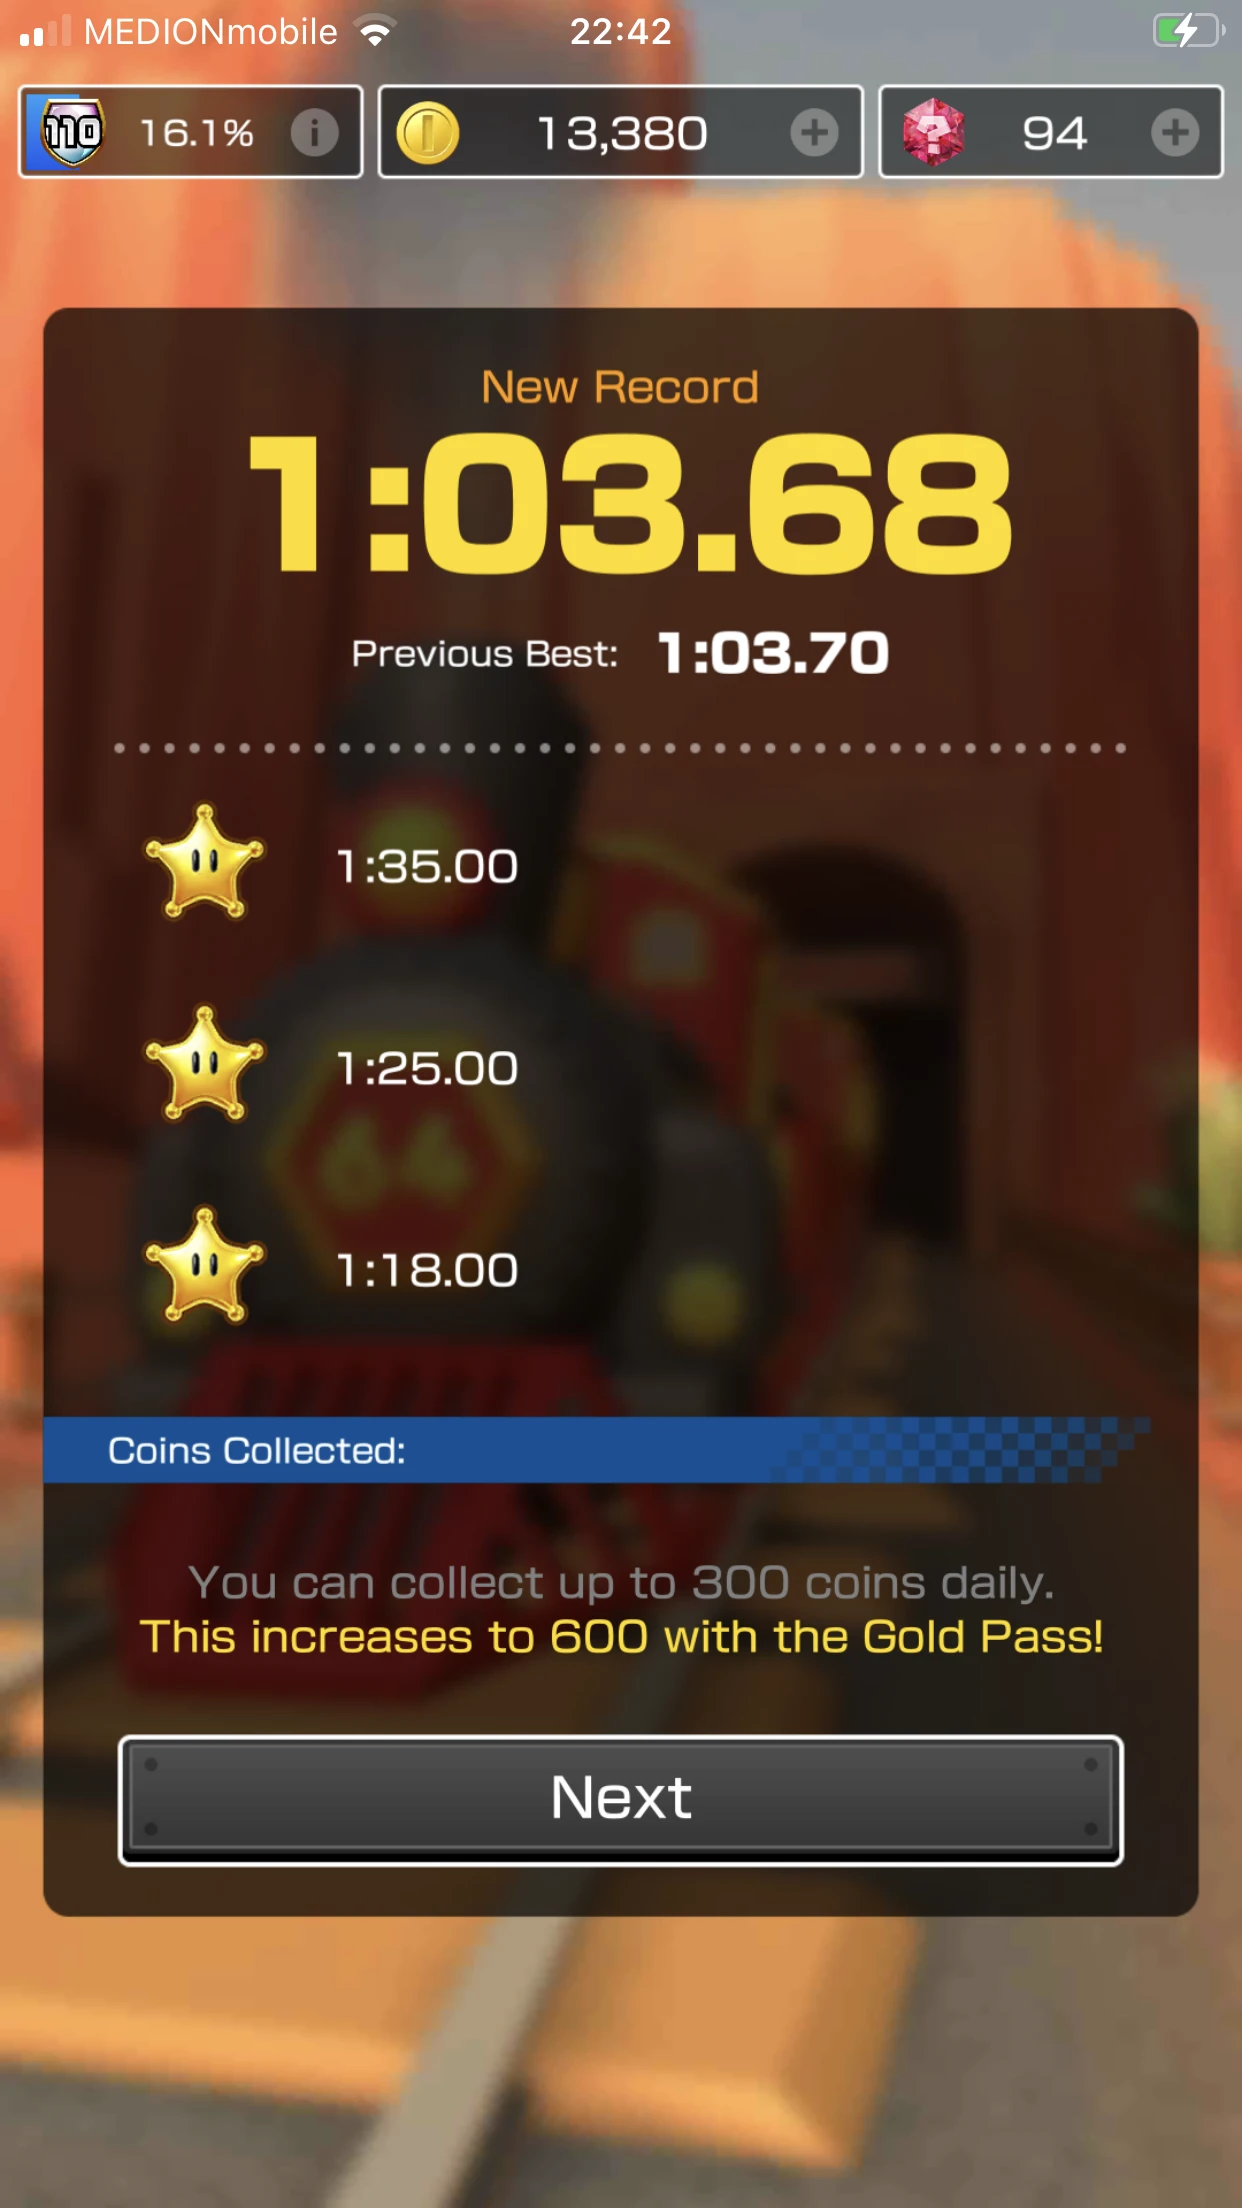 MEDIONmobile 22:42
110 16.1% i 13,380 + ? 94 +
New Record
1:03.68
Previous Best: 1:03.70
1:35.00
64
1:25.00
1:18.00
Coins Collected:
You can collect up to 300 coins daily.
This increases to 600 with the Gold Pass!
Next